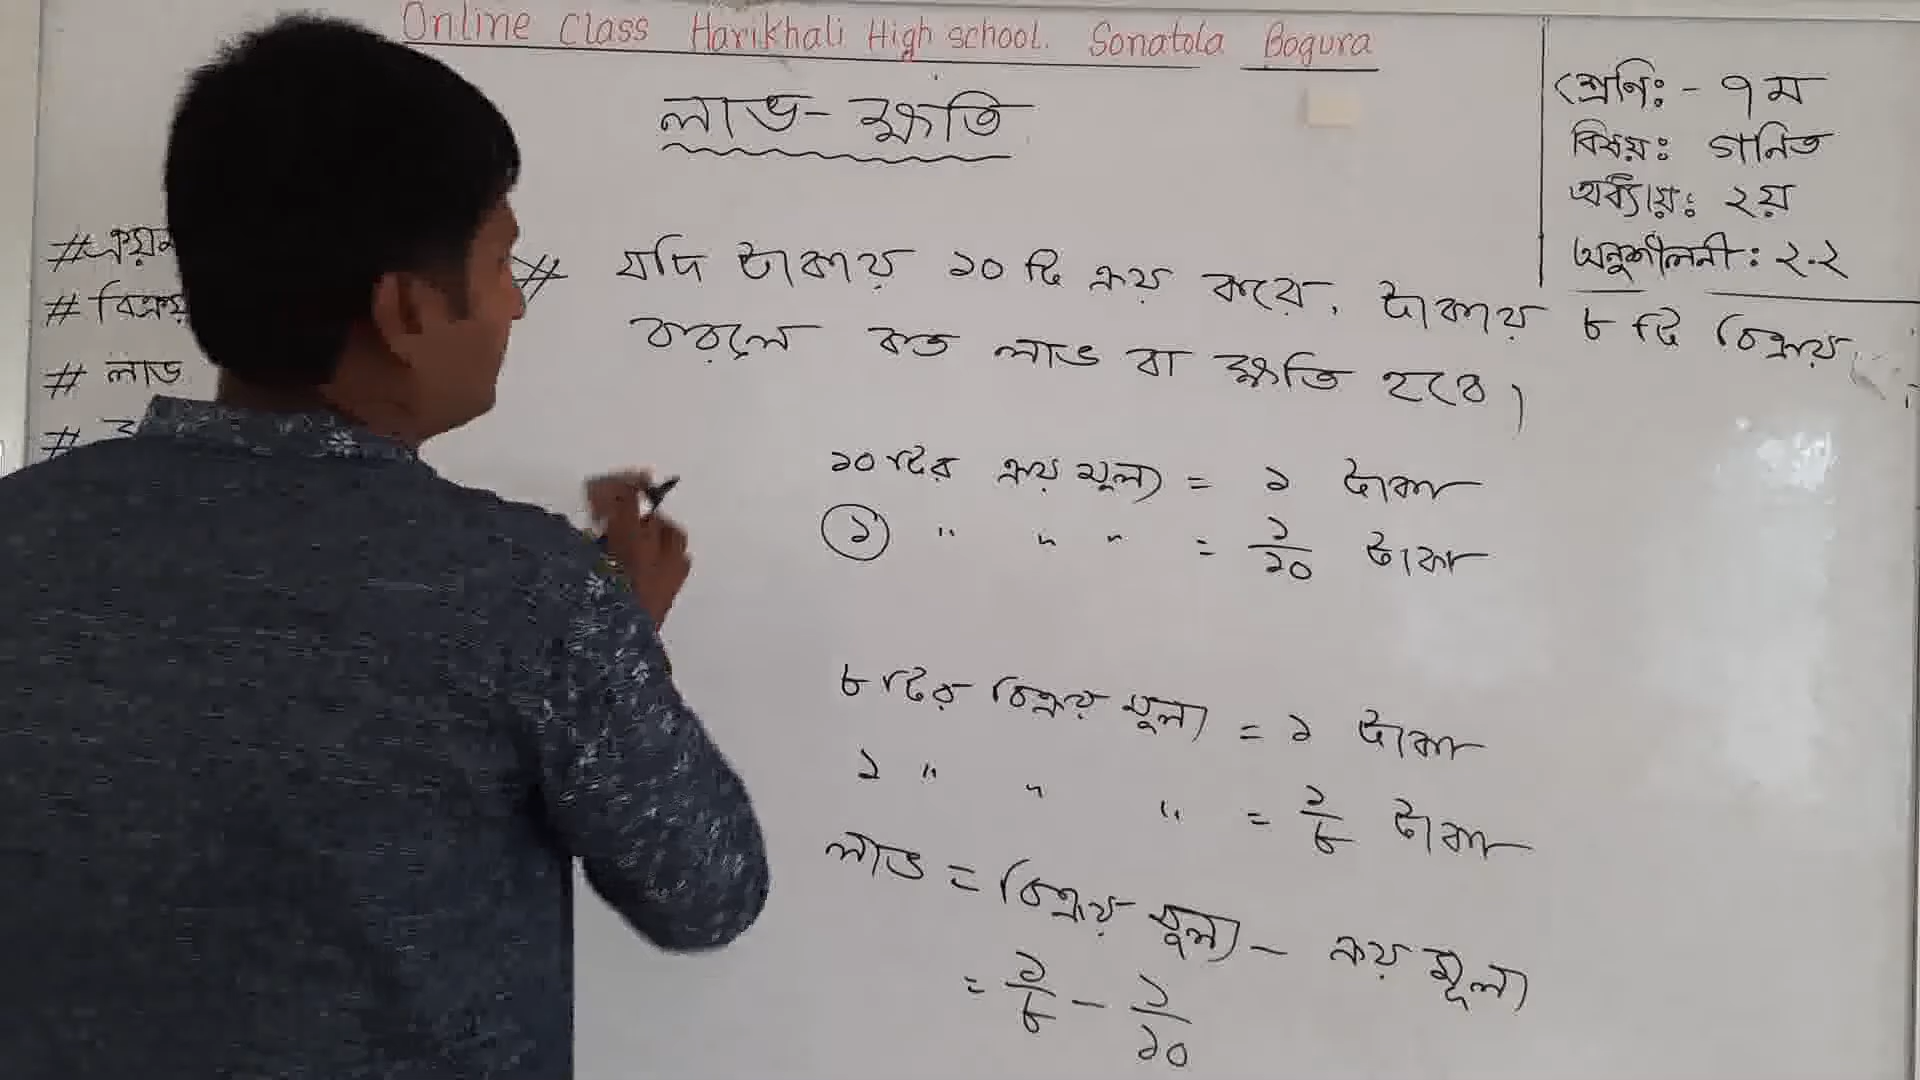 Online Class Harikhali High school. Sonatola Bogura
লাভ- ক্ষতি
শ্রেণিঃ - ৭ম
বিষয়ঃ গনিত
অধ্যায়ঃ ২য়
অনুশীলনী: ২.২
#
# বিক্রয়
# লাভ
#
# যদি টাকায় ১০ টি ক্রয় করে, টাকায় ৮ টি বিক্রয়
করলে কত লাভ বা ক্ষতি হবে।
১০ টির ক্রয় মূল্য = ১ টাকা
১ " " " = ১/১০ টাকা
৮ টির বিক্রয় মূল্য = ১ টাকা
১ " " " = ১/৮ টাকা
লাভ = বিক্রয় মূল্য - ক্রয় মূল্য
= ১/৮ - ১/১০